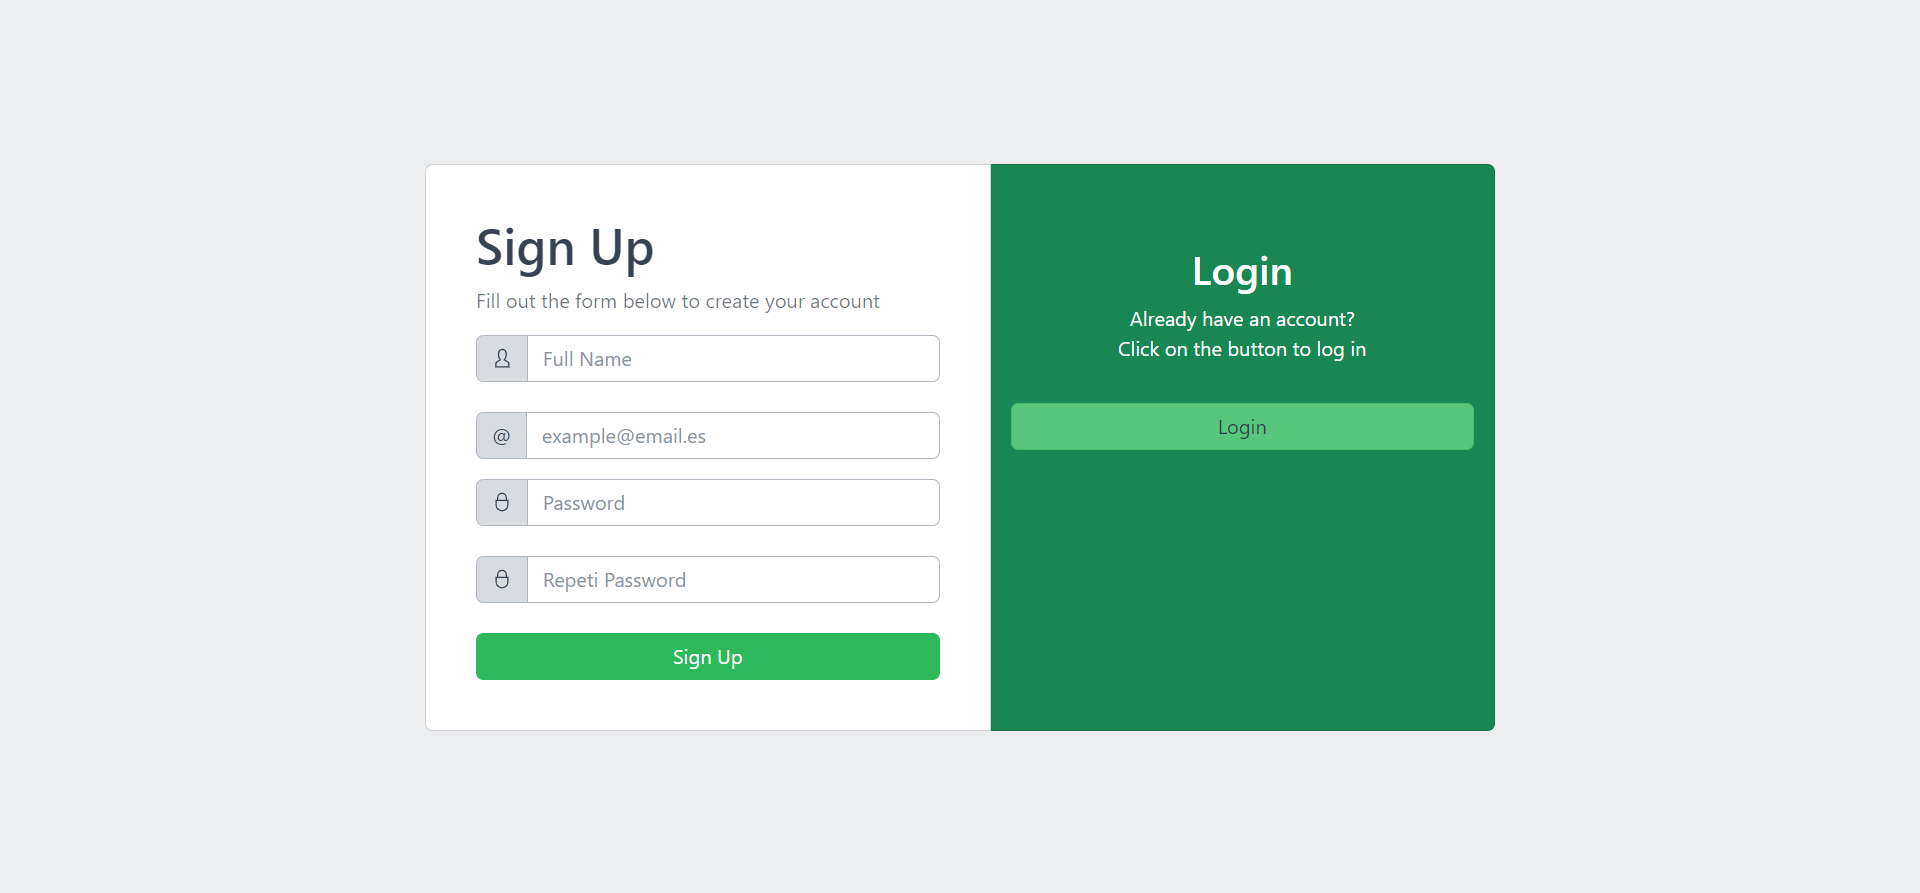 Sign Up
Fill out the form below to create your account
Full Name
@ example@email.es
Password
Repeti Password
Sign Up
Login
Already have an account?
Click on the button to log in
Login